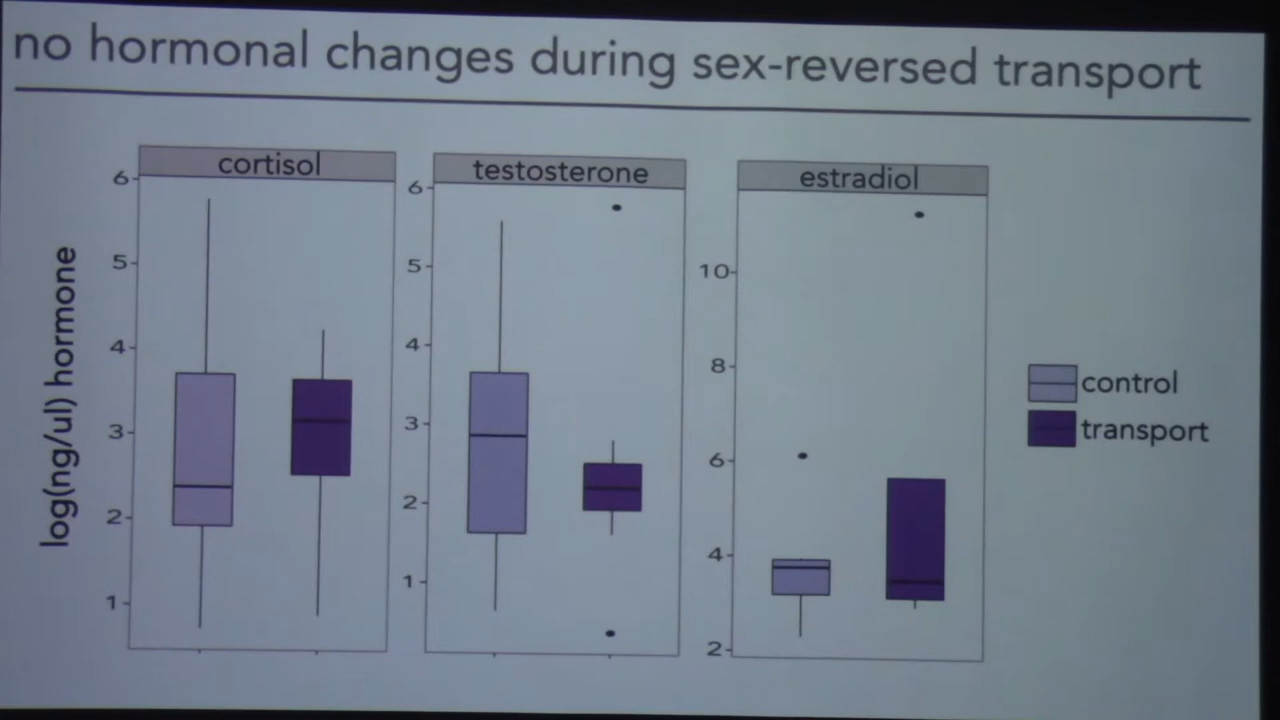 no hormonal changes during sex-reversed transport
cortisol
testosterone
estradiol
log(ng/ul) hormone
6
5
4
3
2
1
6
5
4
3
2
1
10
8
6
4
2
control
transport